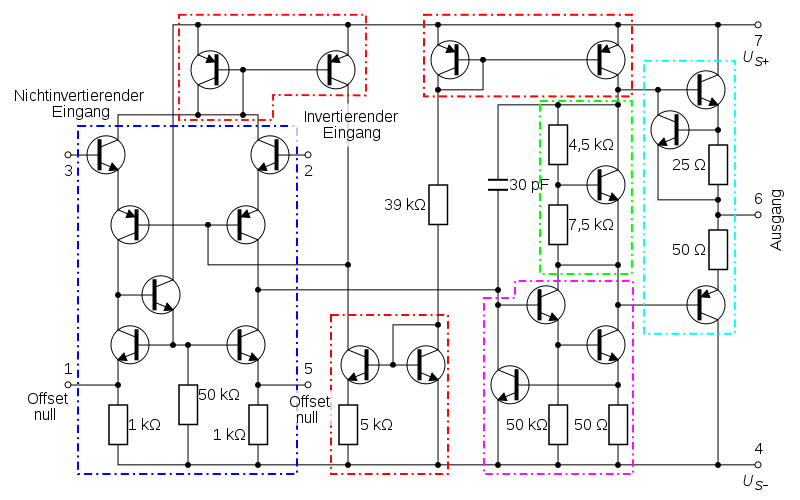 7
U S+
Nichtinvertierender
Eingang
Invertierender
Eingang
3
2
4,5 kΩ
30 pF
25 Ω
39 kΩ
7,5 kΩ
6
Ausgang
50 Ω
1
Offset
null
5
Offset
null
50 kΩ
1 kΩ
1 kΩ
5 kΩ
50 kΩ
50 Ω
4
U S−